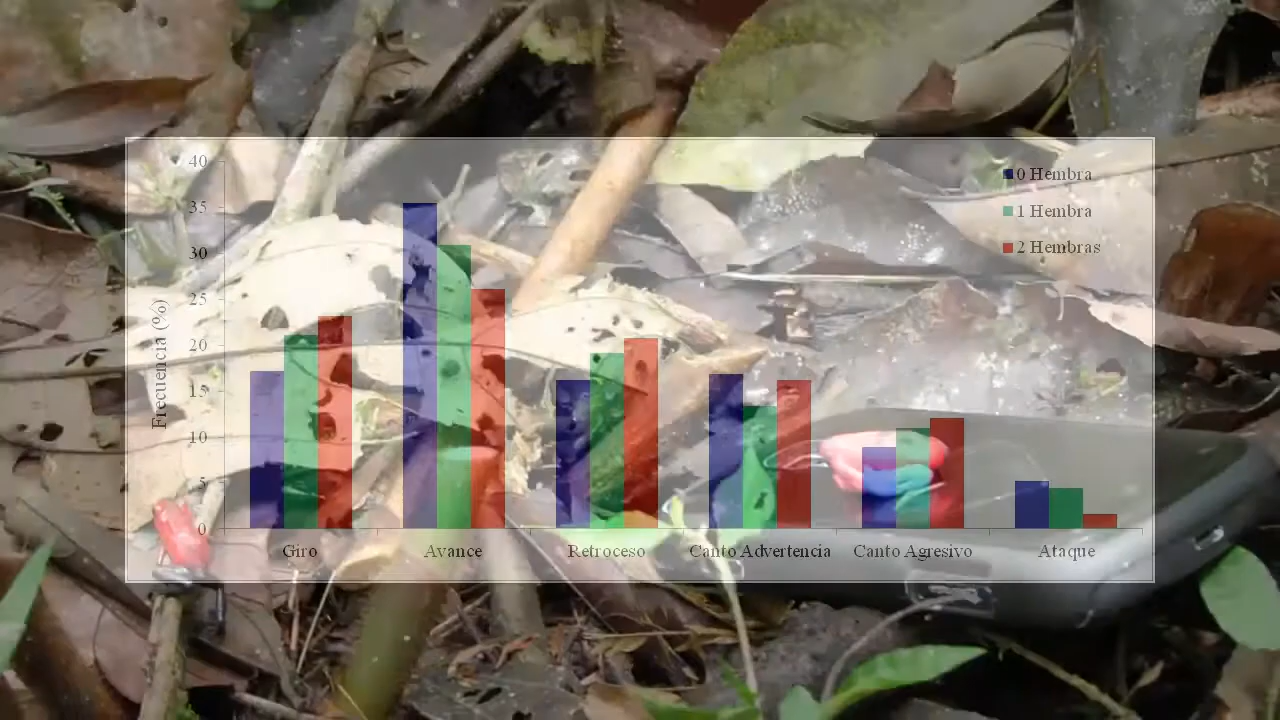 40
35
30
25
20
15
10
5
0
Frecuencia (%)
0 Hembra
1 Hembra
2 Hembras
Giro
Avance
Retroceso
Canto Advertencia
Canto Agresivo
Ataque